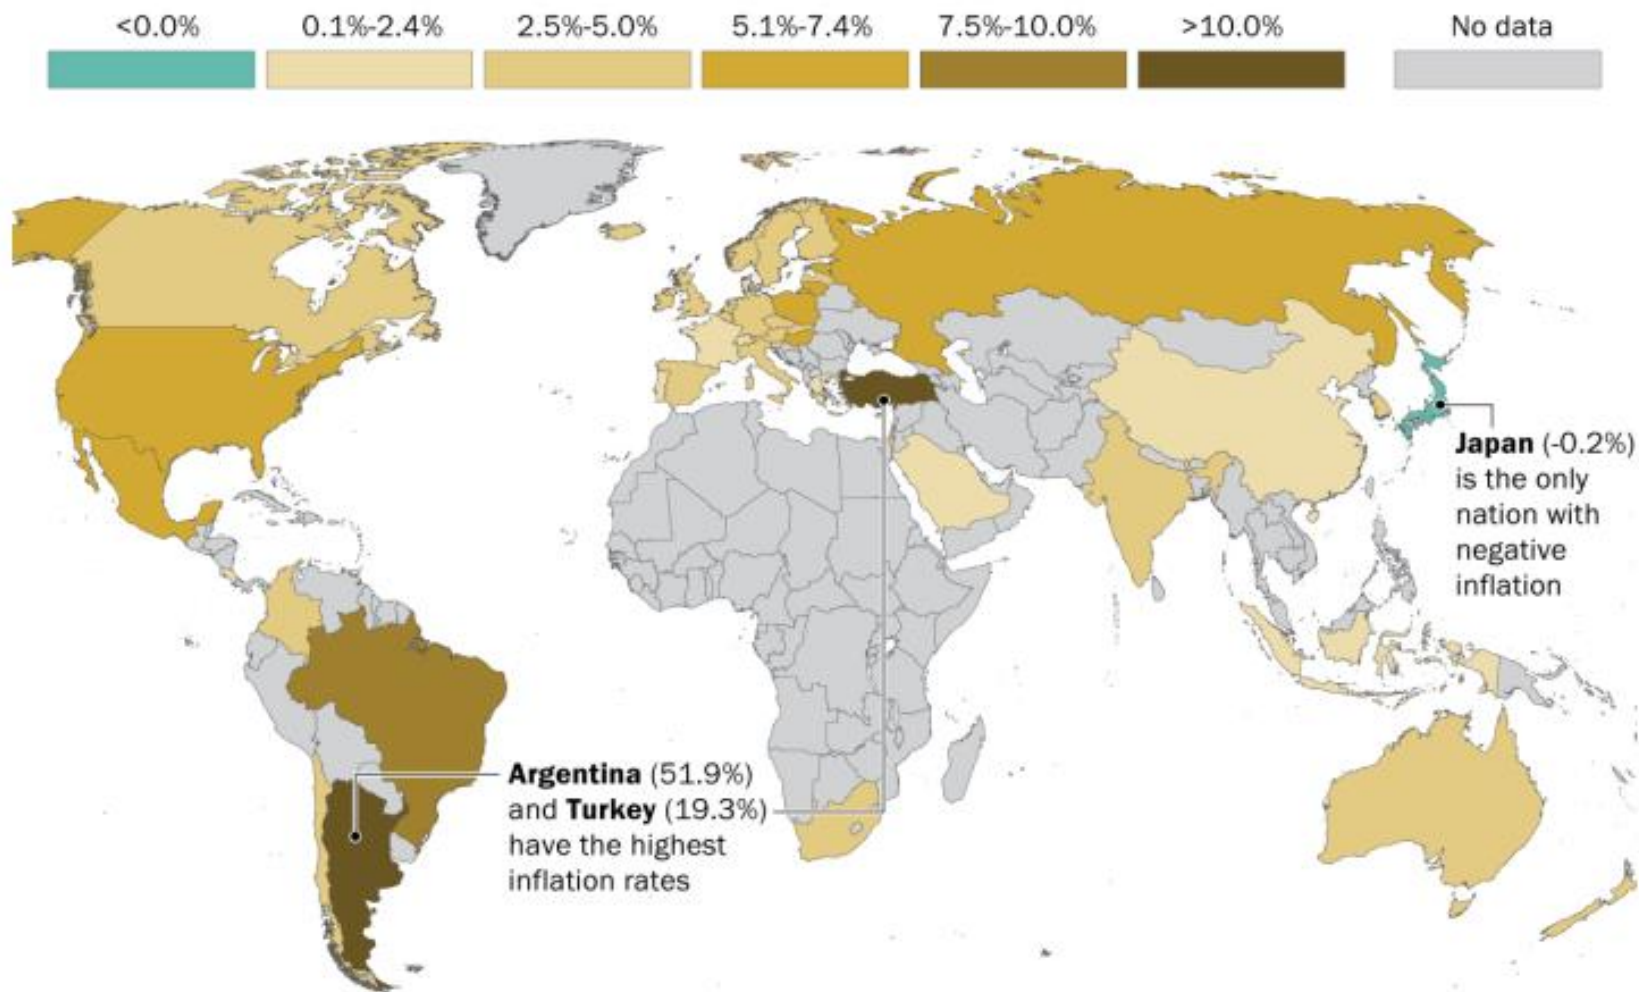 <0.0%
0.1%-2.4%
2.5%-5.0%
5.1%-7.4%
7.5%-10.0%
>10.0%
No data
Japan (-0.2%)
is the only
nation with
negative
inflation
Argentina (51.9%)
and Turkey (19.3%)
have the highest
inflation rates